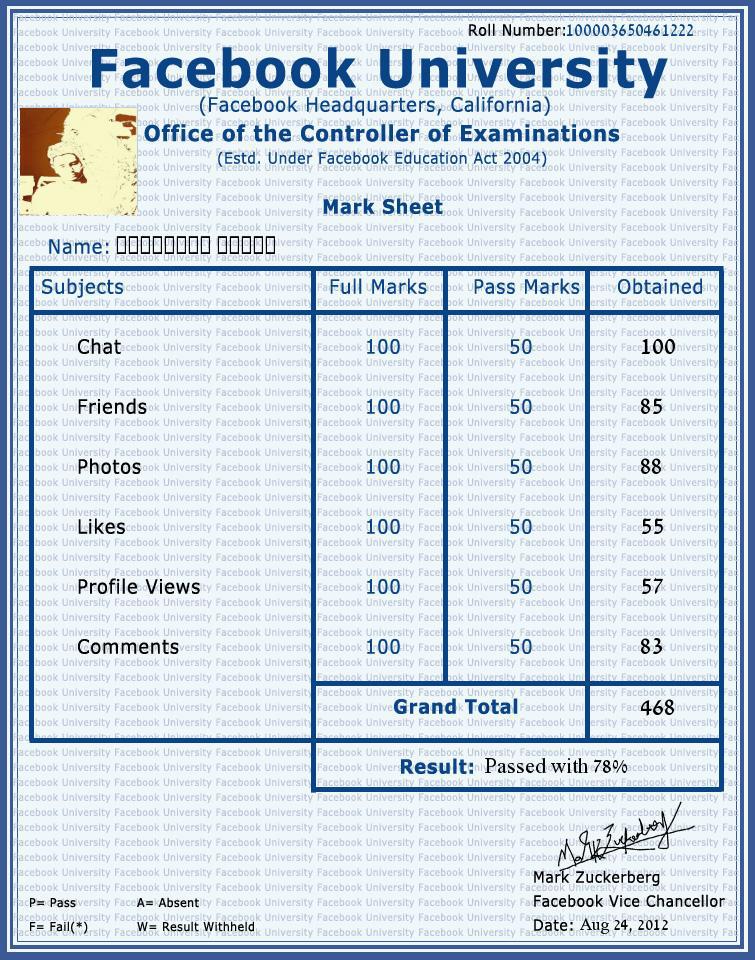 Roll Number:100003650461222
Facebook University
(Facebook Headquarters, California)
Office of the Controller of Examinations
(Estd. Under Facebook Education Act 2004)
Mark Sheet
Name:
Subjects Full Marks Pass Marks Obtained
Chat 100 50 100
Friends 100 50 85
Photos 100 50 88
Likes 100 50 55
Profile Views 100 50 57
Comments 100 50 83
Grand Total 468
Result: Passed with 78%
Mark Zuckerberg
Mark Zuckerberg
P= Pass A= Absent Facebook Vice Chancellor
F= Fail(*) W= Result Withheld Date: Aug 24, 2012